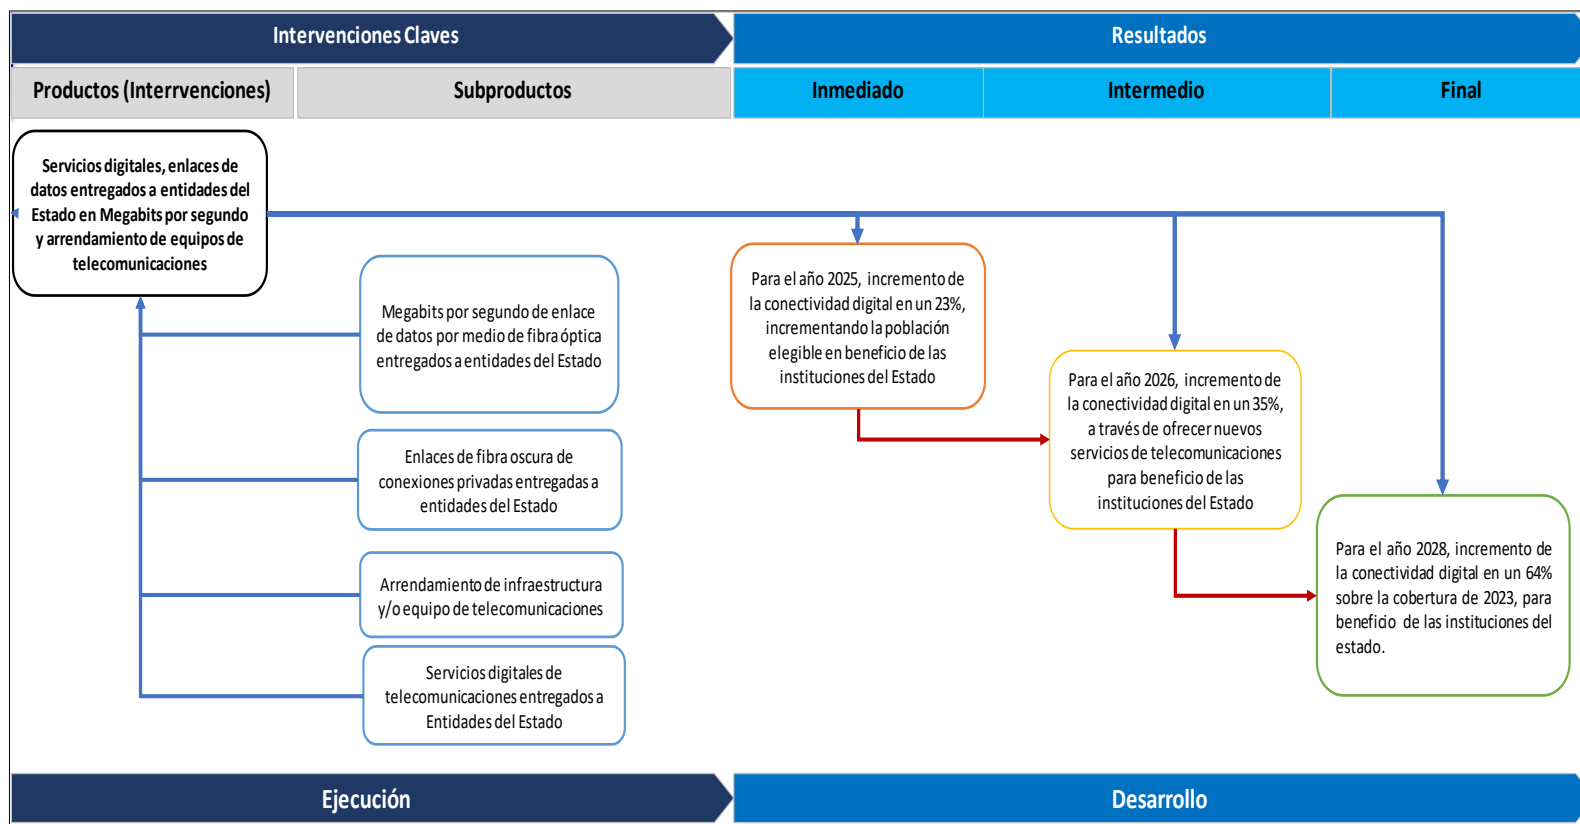 Intervenciones Claves
Resultados
Productos (Interrvenciones)
Subproductos
Inmediado
Intermedio
Final
Servicios digitales, enlaces de
datos entregados a entidades del
Estado en Megabits por segundo
y arrendamiento de equipos de
telecomunicaciones
Megabits por segundo de enlace
de datos por medio de fibra óptica
entregados a entidades del Estado
Enlaces de fibra oscura de
conexiones privadas entregadas a
entidades del Estado
Arrendamiento de infraestructura
y/o equipo de telecomunicaciones
Servicios digitales de
telecomunicaciones entregados a
Entidades del Estado
Para el año 2025, incremento de
la conectividad digital en un 23%,
incrementando la población
elegible en beneficio de las
instituciones del Estado
Para el año 2026, incremento de
la conectividad digital en un 35%,
a través de ofrecer nuevos
servicios de telecomunicaciones
para beneficio de las
instituciones del Estado
Para el año 2028, incremento de
la conectividad digital en un 64%
sobre la cobertura de 2023, para
beneficio de las instituciones del
estado.
Ejecución
Desarrollo